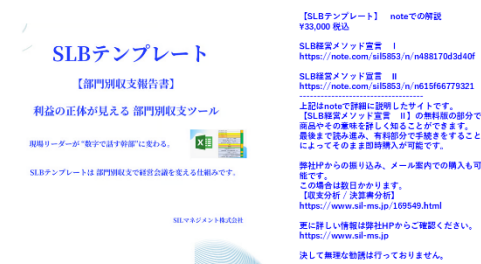 SLBテンプレート
【部門別収支報告書】
利益の正体が見える 部門別収支ツール
現場リーダーが "数字で話す幹部"に変わる。
SLBテンプレートは 部門別収支で経営会議を変える仕組みです。
SILマネジメント株式会社
【SLBテンプレート】 noteでの解説
¥33,000 税込
SLB経営メソッド宣言 Ⅰ
https://note.com/sil5853/n/n488170d3d40f
SLB経営メソッド宣言 Ⅱ
https://note.com/sil5853/n/n615f66779321
----------------------------------------
上記はnoteで詳細に説明したサイトです。
【SLB経営メソッド宣言 Ⅱ】の無料版の部分で
商品やその意味を詳しく知ることができます。
最後まで読み進み、有料部分で手続きをすること
によってそのまま即時購入が可能です。
弊社HPからの振り込み、メール案内での購入も可
能です。
この場合は数日かかります。
【収支分析 / 決算書分析】
https://www.sil-ms.jp/169549.html
更に詳しい情報は弊社HPからご確認ください。
https://www.sil-ms.jp
決して無理な勧誘は行っておりません。